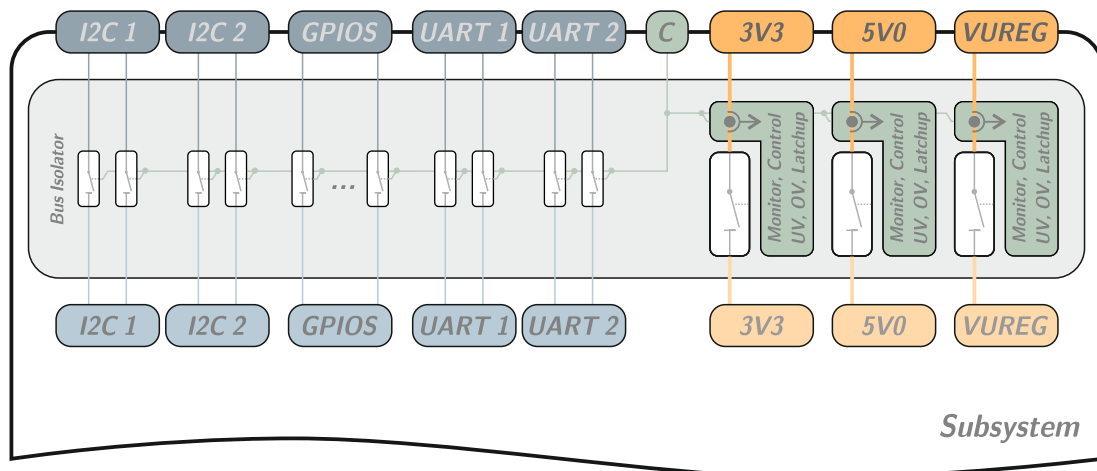 I2C 1
I2C 2
GPIOS
UART 1
UART 2
C
3V3
5V0
VUREG
Bus Isolator
...
Monitor, Control
UV, OV, Latchup
Monitor, Control
UV, OV, Latchup
Monitor, Control
UV, OV, Latchup
I2C 1
I2C 2
GPIOS
UART 1
UART 2
3V3
5V0
VUREG
Subsystem